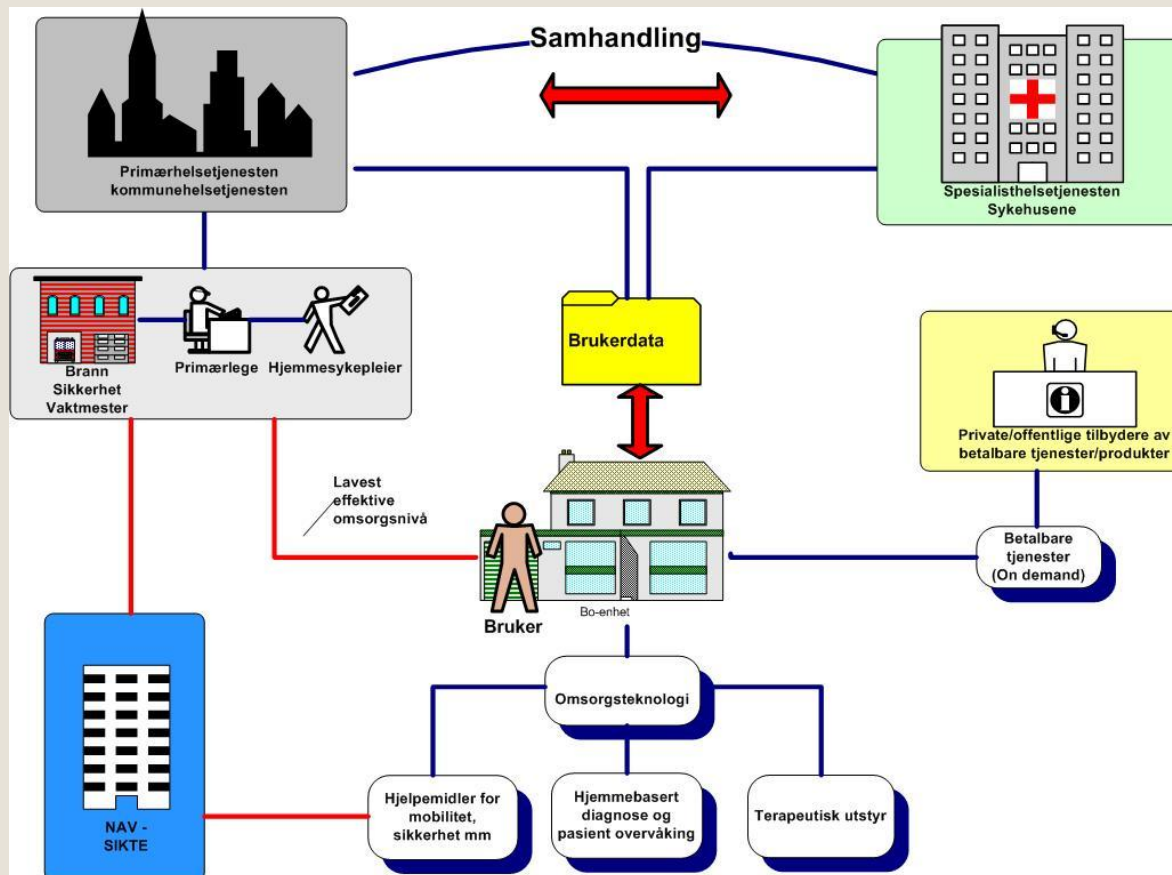 Samhandling
Primærhelsetjenesten
kommunehelsetjenesten
Spesialisthelsetjenesten
Sykehusene
Brann
Sikkerhet
Vaktmester
Primærlege
Hjemmesykepleier
Brukerdata
Private/offentlige tilbydere av
betalbare tjenester/produkter
Lavest
effektive
omsorgsnivå
Betalbare
tjenester
(On demand)
Bruker
Bo-enhet
Omsorgsteknologi
NAV -
SIKTE
Hjelpemidler for
mobilitet,
sikkerhet mm
Hjemmebasert
diagnose og
pasient overvåking
Terapeutisk utstyr